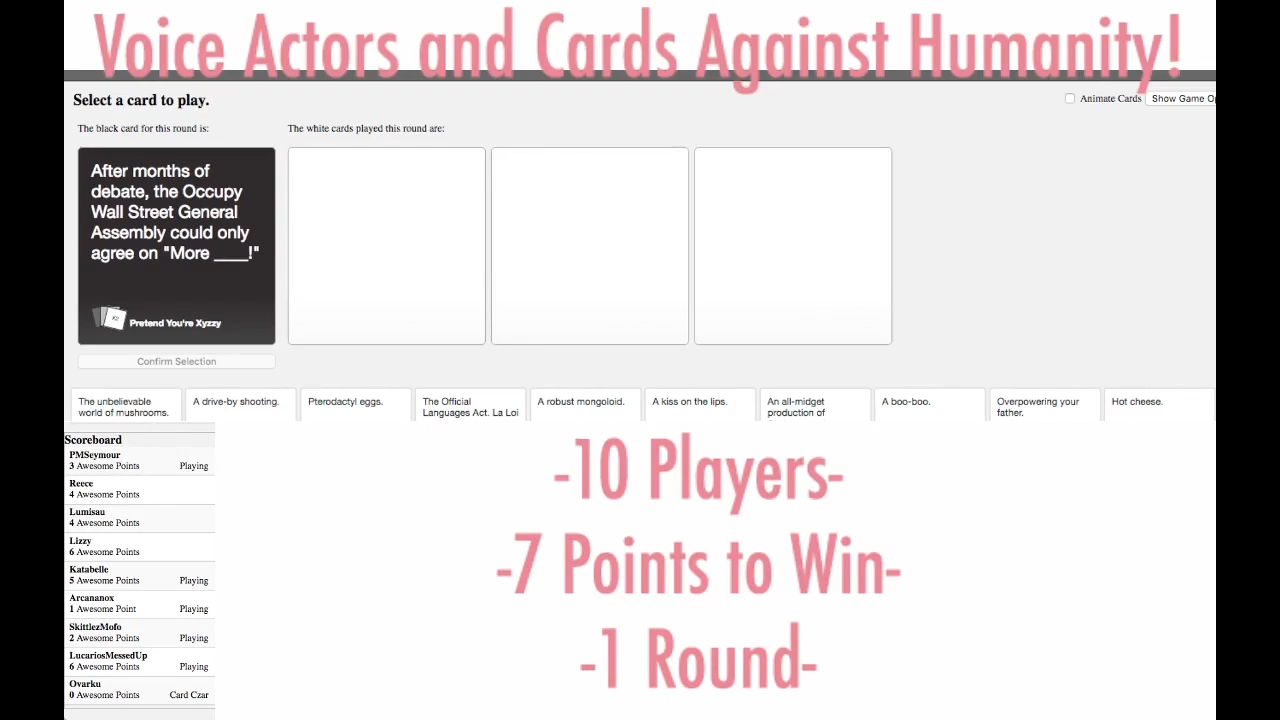 Voice Actors and Cards Against Humanity!
Select a card to play.
Animate Cards
Show Game Op
The black card for this round is:
The white cards played this round are:
After months of
debate, the Occupy
Wall Street General
Assembly could only
agree on "More ____!"
Pretend You're Xyzzy
Confirm Selection
The unbelievable
world of mushrooms.
A drive-by shooting.
Pterodactyl eggs.
The Official
Languages Act. La Loi
A robust mongoloid.
A kiss on the lips.
An all-midget
production of
A boo-boo.
Overpowering your
father.
Hot cheese.
Scoreboard
PMSeymour
3 Awesome Points Playing
Reece
4 Awesome Points
Lumisau
4 Awesome Points
Lizzy
6 Awesome Points
Katabelle
5 Awesome Points Playing
Arcananox
1 Awesome Point Playing
SkittlezMofo
2 Awesome Points Playing
LucariosMessedUp
6 Awesome Points Playing
Ovarku
0 Awesome Points Card Czar
-10 Players-
-7 Points to Win-
-1 Round-